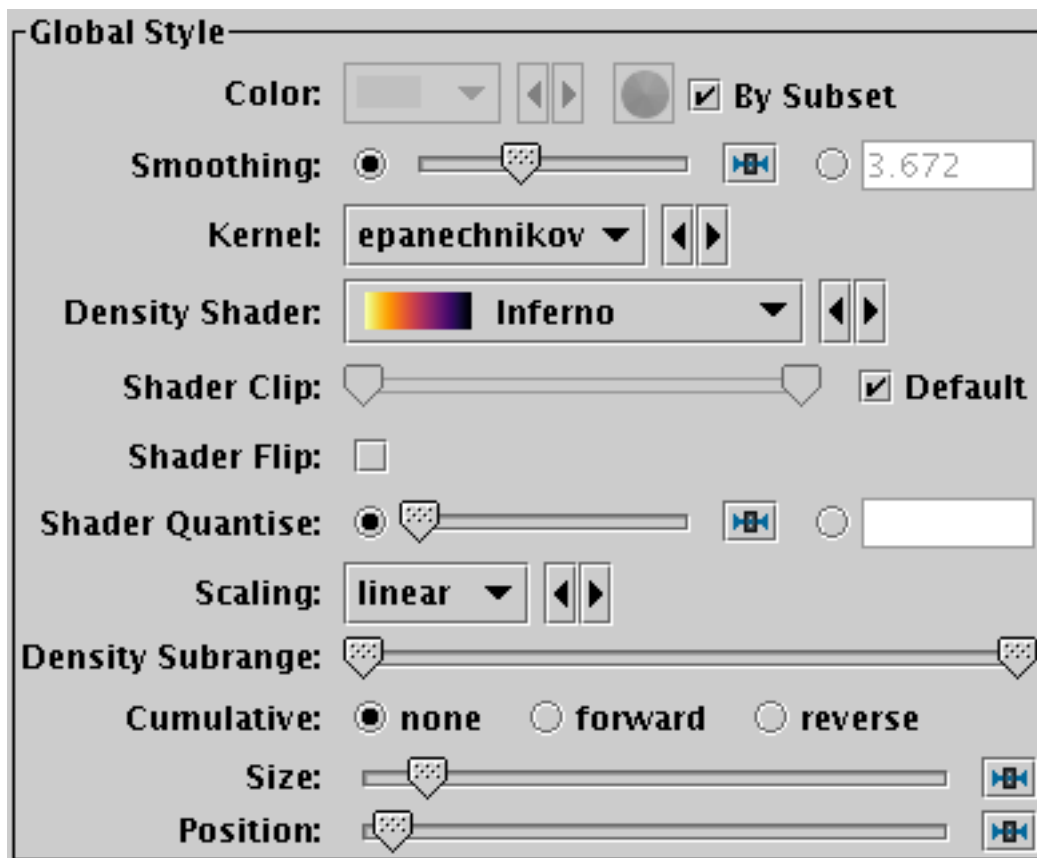 Global Style
Color: By Subset
Smoothing: 3.672
Kernel: epanechnikov
Density Shader: Inferno
Shader Clip: Default
Shader Flip:
Shader Quantise:
Scaling: linear
Density Subrange:
Cumulative: none forward reverse
Size:
Position: